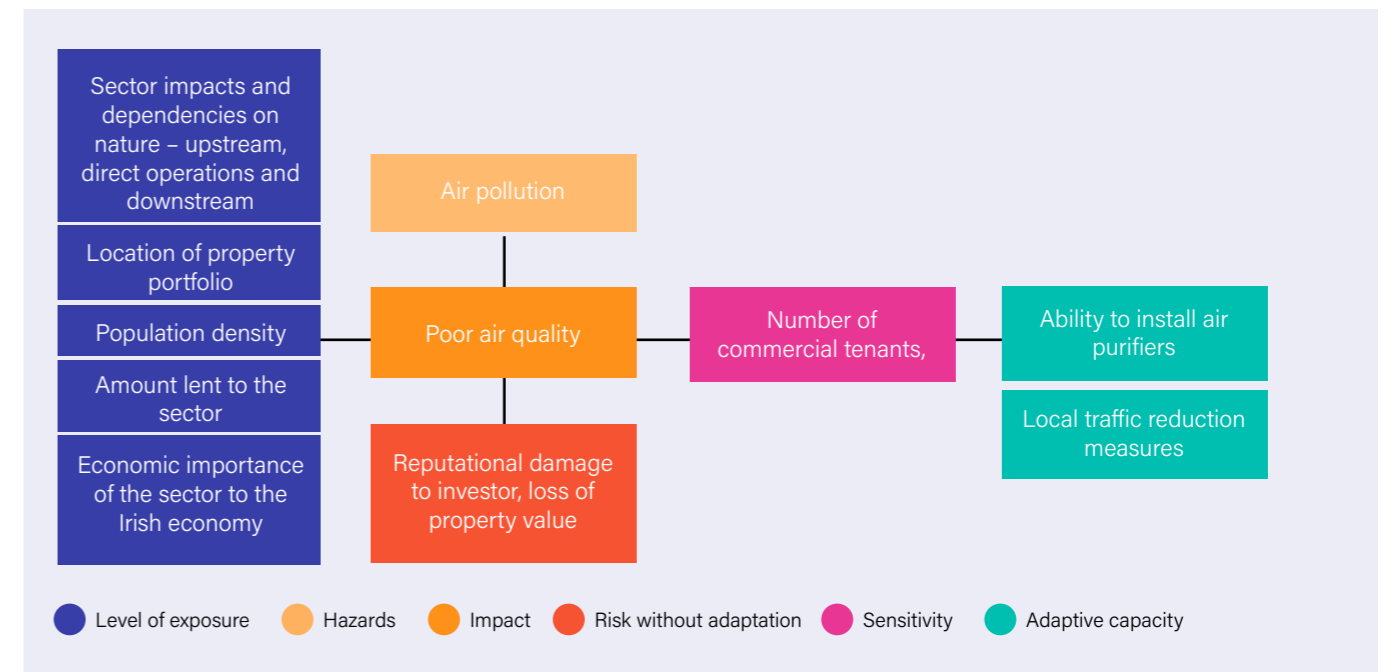 Sector impacts and
dependencies on
nature – upstream,
direct operations and
downstream
Location of property
portfolio
Population density
Amount lent to the
sector
Economic importance
of the sector to the
Irish economy
Air pollution
Poor air quality
Reputational damage
to investor, loss of
property value
Number of
commercial tenants,
Ability to install air
purifiers
Local traffic reduction
measures
Level of exposure
Hazards
Impact
Risk without adaptation
Sensitivity
Adaptive capacity